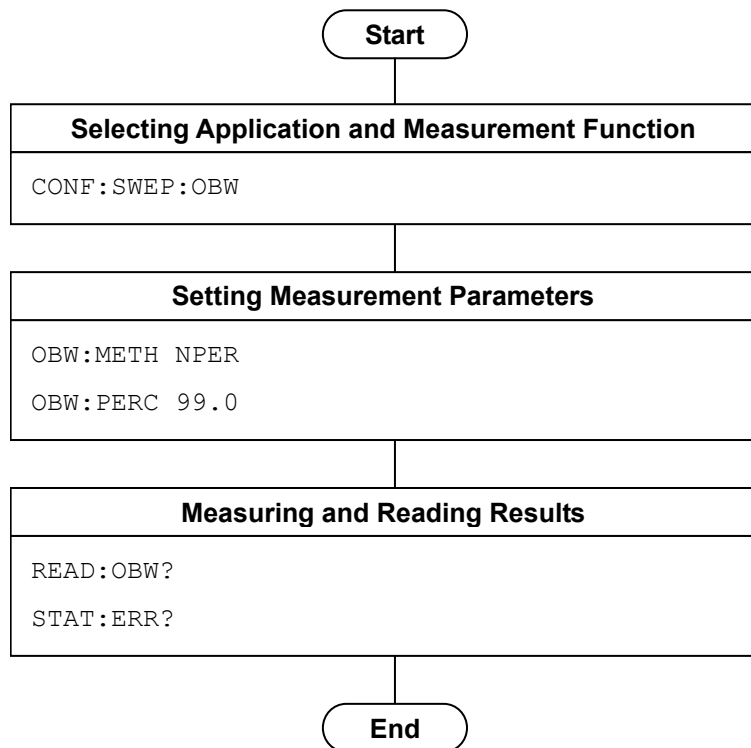 Start
Selecting Application and Measurement Function
CONF:SWEP:OBW
Setting Measurement Parameters
OBW:METH NPER
OBW:PERC 99.0
Measuring and Reading Results
READ:OBW?
STAT:ERR?
End